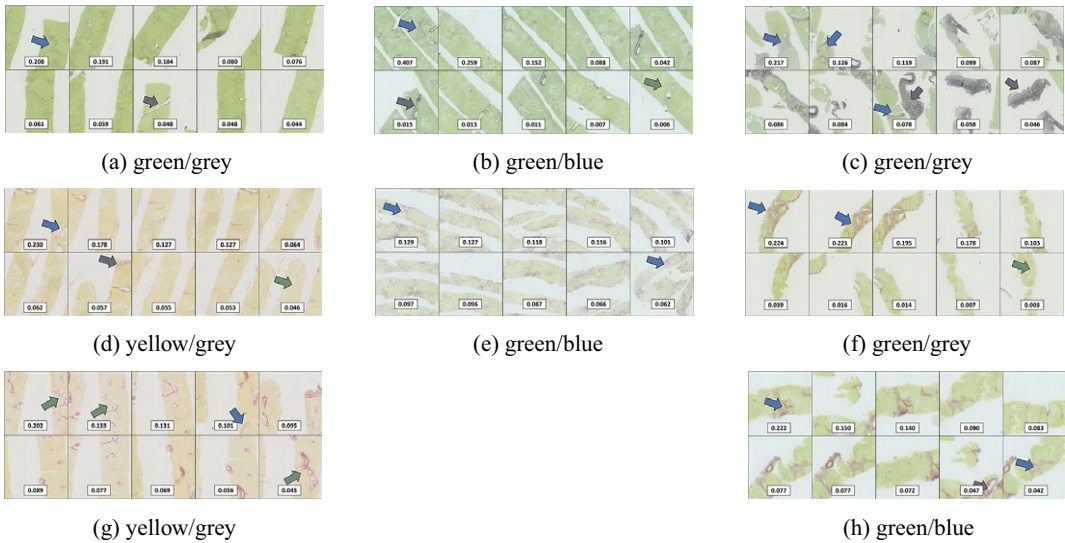 0.208 0.191 0.184 0.080 0.076
0.061 0.059 0.048 0.048 0.044
(a) green/grey
0.407 0.259 0.152 0.088 0.042
0.015 0.013 0.011 0.007 0.006
(b) green/blue
0.217 0.126 0.119 0.099 0.087
0.086 0.084 0.078 0.058 0.046
(c) green/grey
0.230 0.178 0.127 0.127 0.064
0.062 0.057 0.055 0.053 0.046
(d) yellow/grey
0.129 0.127 0.118 0.116 0.101
0.097 0.096 0.087 0.066 0.062
(e) green/blue
0.224 0.221 0.195 0.178 0.103
0.039 0.016 0.014 0.007 0.003
(f) green/grey
0.202 0.133 0.131 0.101 0.095
0.089 0.077 0.069 0.056 0.045
(g) yellow/grey
0.222 0.150 0.140 0.090 0.083
0.077 0.077 0.072 0.047 0.042
(h) green/blue